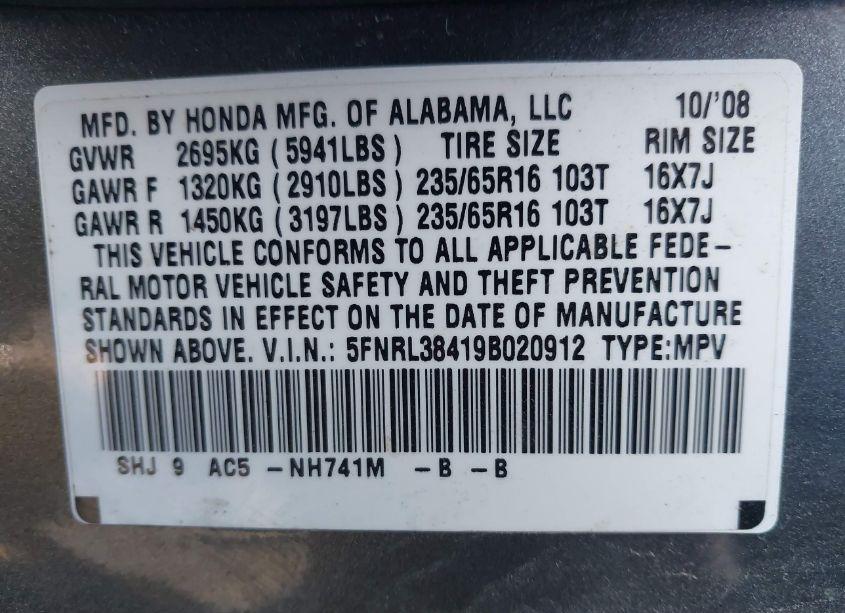 MFD. BY HONDA MFG. OF ALABAMA, LLC 10/'08
GVWR 2695KG ( 5941LBS ) TIRE SIZE RIM SIZE
GAWR F 1320KG ( 2910LBS ) 235/65R16 103T 16X7J
GAWR R 1450KG ( 3197LBS ) 235/65R16 103T 16X7J
THIS VEHICLE CONFORMS TO ALL APPLICABLE FEDE-
RAL MOTOR VEHICLE SAFETY AND THEFT PREVENTION
STANDARDS IN EFFECT ON THE DATE OF MANUFACTURE
SHOWN ABOVE. V.I.N.: 5FNRL38419B020912 TYPE:MPV
SHJ 9 AC5 -NH741M -B -B